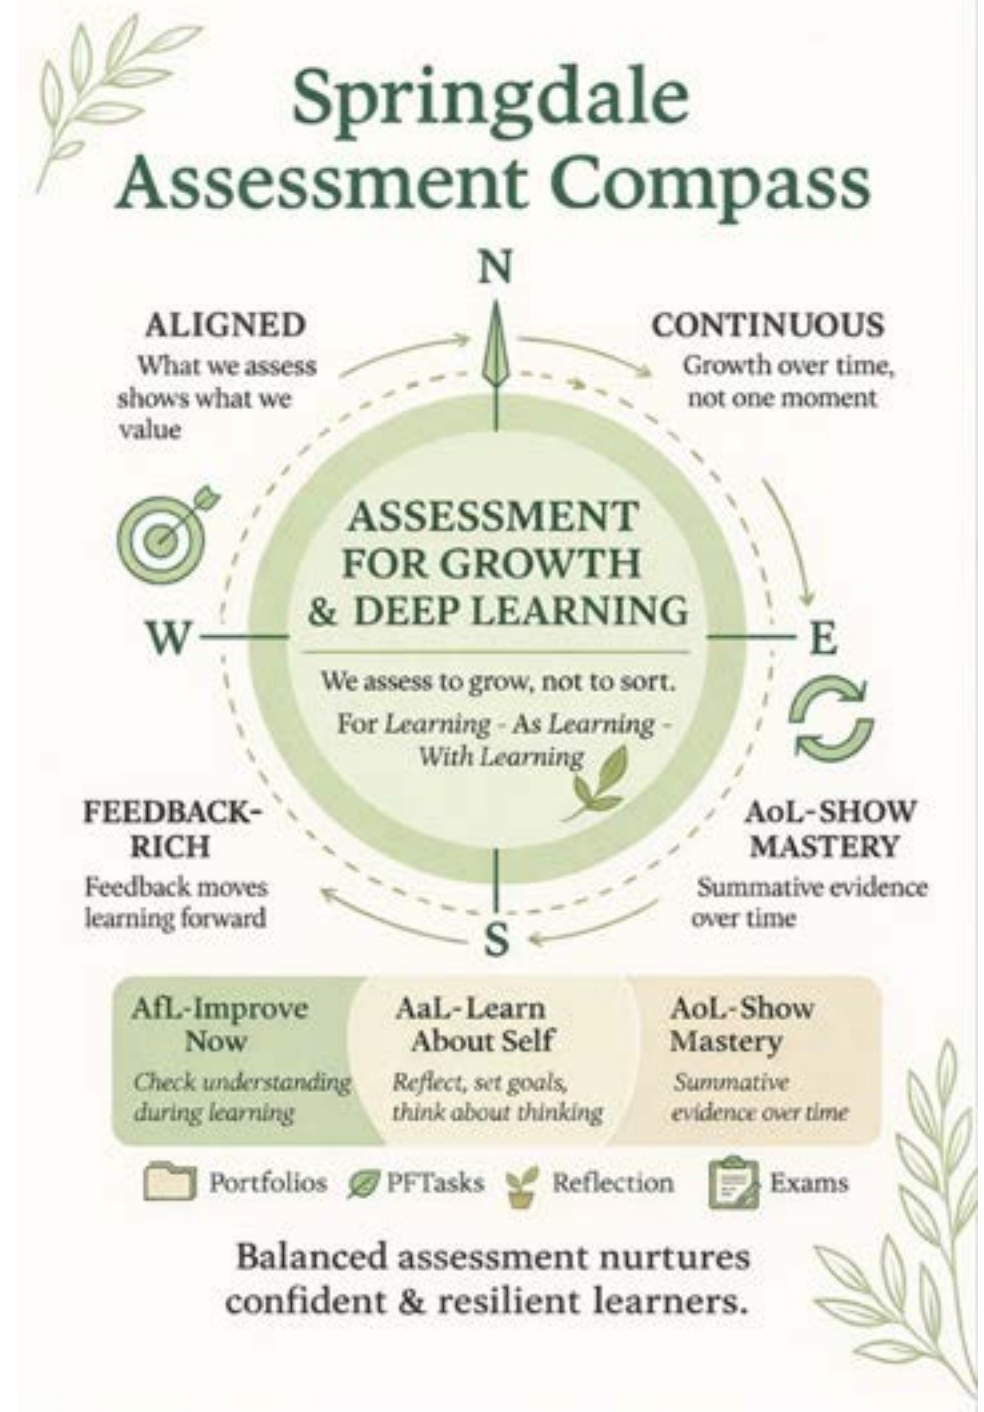 Springdale
Assessment Compass
N
ALIGNED
What we assess
shows what we
value
CONTINUOUS
Growth over time,
not one moment
ASSESSMENT
FOR GROWTH
& DEEP LEARNING
W
E
We assess to grow, not to sort.
For Learning - As Learning -
With Learning
FEEDBACK-
RICH
Feedback moves
learning forward
AoL-SHOW
MASTERY
Summative evidence
over time
S
AfL-Improve
Now
Check understanding
during learning
AaL-Learn
About Self
Reflect, set goals,
think about thinking
AoL-Show
Mastery
Summative
evidence over time
Portfolios PFTasks Reflection Exams
Balanced assessment nurtures
confident & resilient learners.